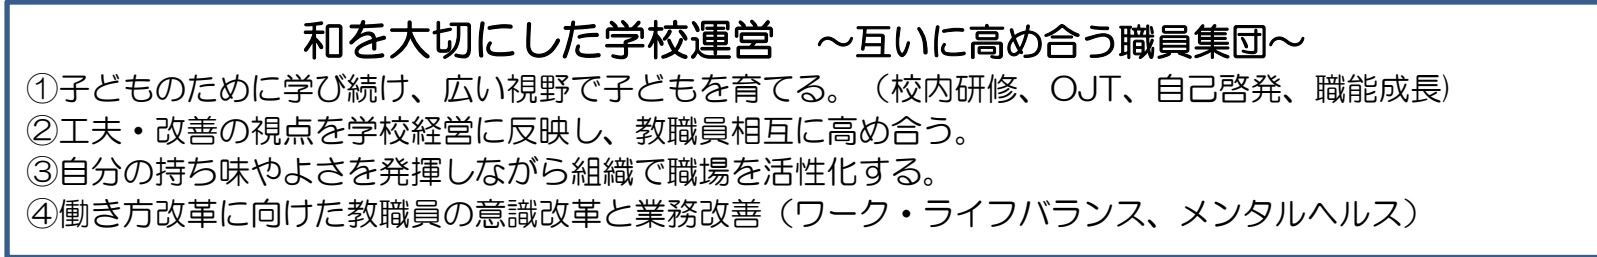 和を大切にした学校運営　～互いに高め合う職員集団～
①子どものために学び続け、広い視野で子どもを育てる。（校内研修、OJT、自己啓発、職能成長)
②工夫・改善の視点を学校経営に反映し、教職員相互に高め合う。
③自分の持ち味やよさを発揮しながら組織で職場を活性化する。
④働き方改革に向けた教職員の意識改革と業務改善（ワーク・ライフバランス、メンタルヘルス）